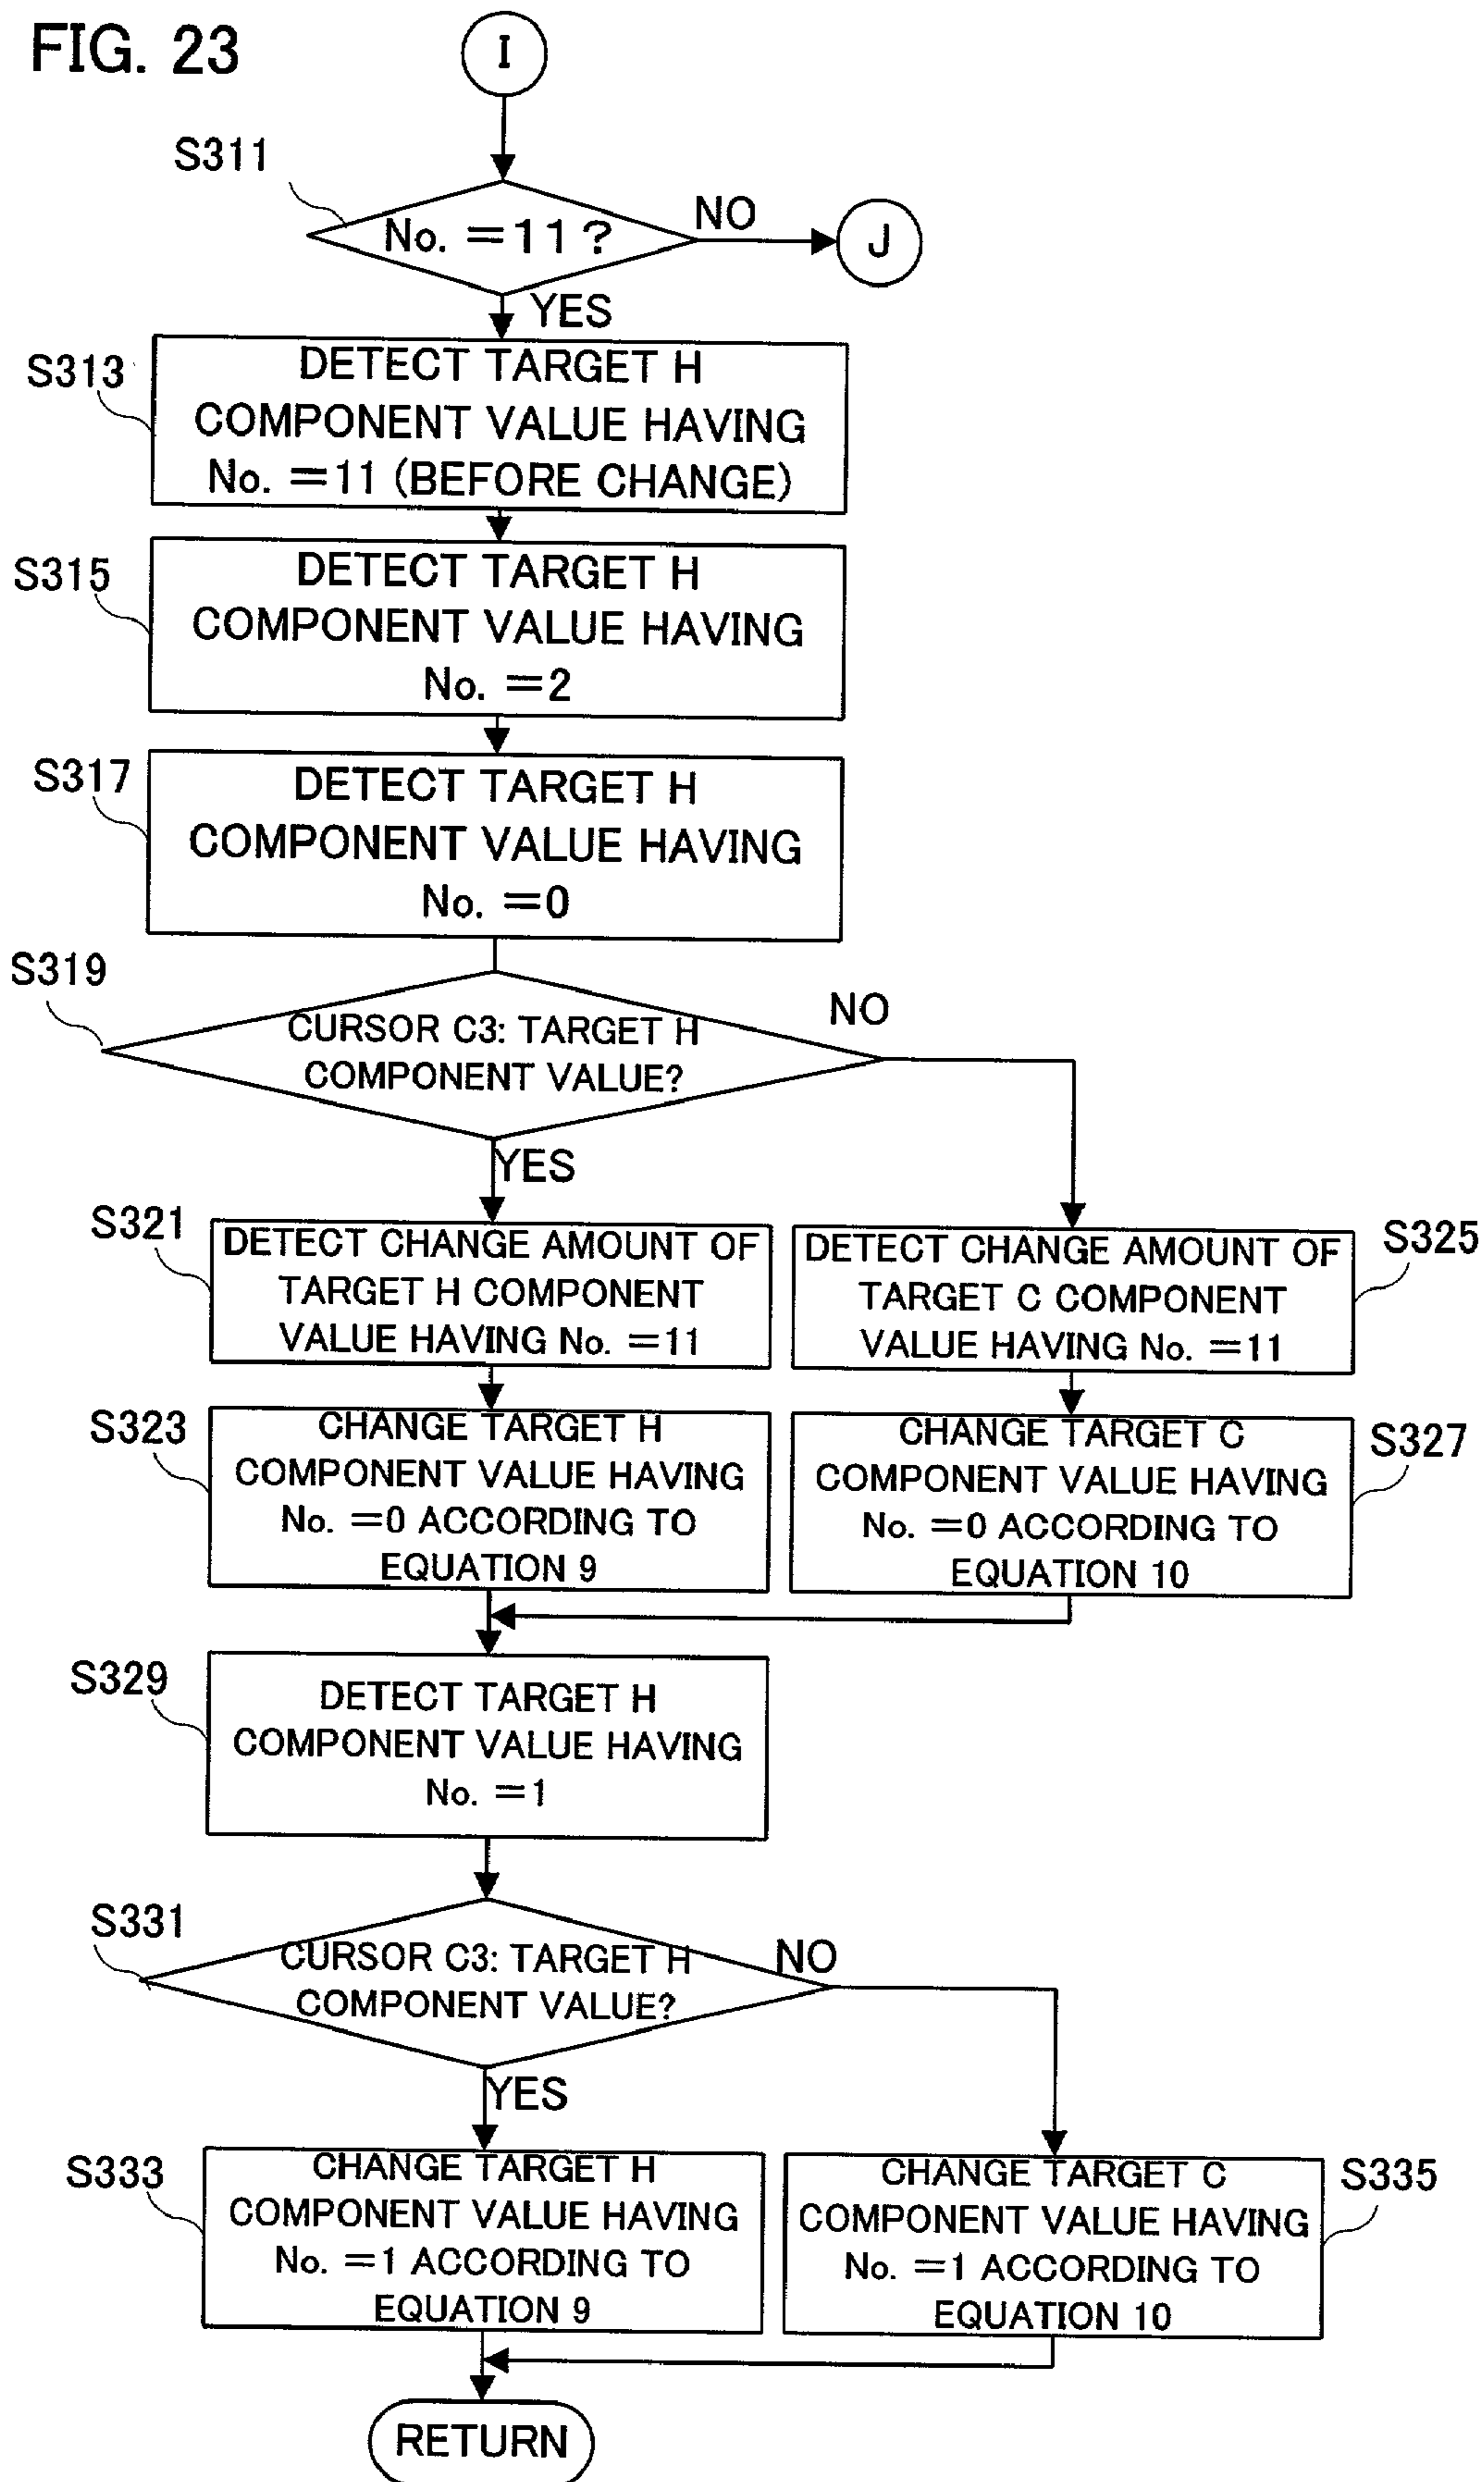 FIG. 23
I
S311
No. =11?
NO
J
YES
S313
DETECT TARGET H
COMPONENT VALUE HAVING
No. =11 (BEFORE CHANGE)
S315
DETECT TARGET H
COMPONENT VALUE HAVING
No. =2
S317
DETECT TARGET H
COMPONENT VALUE HAVING
No. =0
S319
CURSOR C3: TARGET H
COMPONENT VALUE?
NO
YES
S321
DETECT CHANGE AMOUNT OF
TARGET H COMPONENT
VALUE HAVING No. =11
DETECT CHANGE AMOUNT OF
TARGET C COMPONENT
VALUE HAVING No. =11
S325
S323
CHANGE TARGET H
COMPONENT VALUE HAVING
No. =0 ACCORDING TO
EQUATION 9
CHANGE TARGET C
COMPONENT VALUE HAVING
No. =0 ACCORDING TO
EQUATION 10
S327
S329
DETECT TARGET H
COMPONENT VALUE HAVING
No. =1
S331
CURSOR C3: TARGET H
COMPONENT VALUE?
NO
YES
S333
CHANGE TARGET H
COMPONENT VALUE HAVING
No. =1 ACCORDING TO
EQUATION 9
CHANGE TARGET C
COMPONENT VALUE HAVING
No. =1 ACCORDING TO
EQUATION 10
S335
RETURN